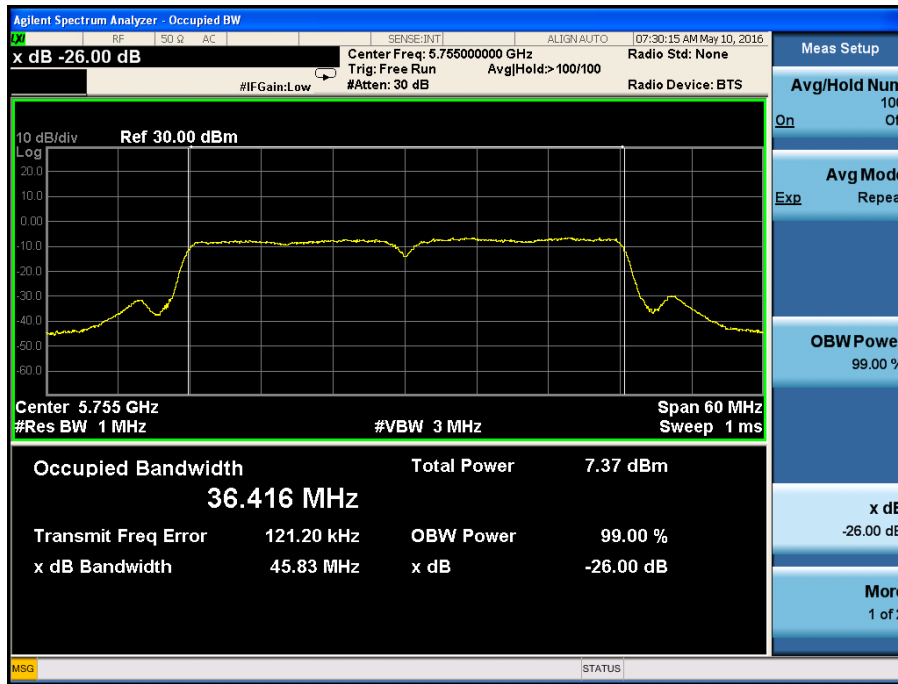 Agilent Spectrum Analyzer - Occupied BW
LXI RF 50 Ω AC SENSE:INT ALIGN AUTO 07:30:15 AM May 10, 2016
x dB -26.00 dB
Center Freq: 5.755000000 GHz Radio Std: None
Trig: Free Run Avg|Hold:> 100/100
#IFGain:Low #Atten: 30 dB Radio Device: BTS
10 dB/div Ref 30.00 dBm
Log
20.0
10.0
0.00
-10.0
-20.0
-30.0
-40.0
-50.0
-60.0
Center 5.755 GHz Span 60 MHz
#Res BW 1 MHz #VBW 3 MHz Sweep 1 ms
Occupied Bandwidth Total Power 7.37 dBm
36.416 MHz
Transmit Freq Error 121.20 kHz OBW Power 99.00 %
x dB Bandwidth 45.83 MHz x dB -26.00 dB
Meas Setup
Avg/Hold Num
100
On Of
Avg Mode
Exp Repea
OBW Power
99.00 %
x dB
-26.00 dB
More
1 of 2
MSG STATUS